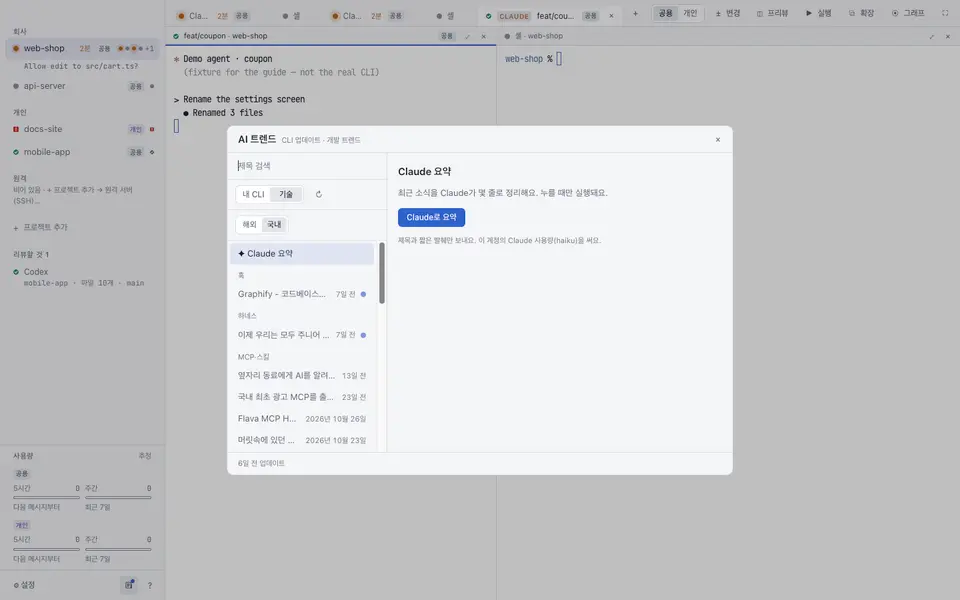 회사
web-shop 2분 공용 +1
Allow edit to src/cart.ts?
api-server 공용
개인
docs-site 개인
mobile-app 공용
원격
비어 있음 · + 프로젝트 추가 → 원격 서버
(SSH)…
+ 프로젝트 추가
리뷰할 것 1
Codex
mobile-app · 파일 10개 · main
사용량 추정
공용
5시간 0 주간 0
다음 메시지부터 최근 7일
개인
5시간 0 주간 0
다음 메시지부터 최근 7일
설정 ?
Cla… 2분 공용 셸 Cla… 2분 공용 셸 CLAUDE feat/cou… 공용 × + 공용 개인 변경 프리뷰 실행 확장 그래프
feat/coupon · web-shop 공용 ×
셸 · web-shop ×
Demo agent · coupon
(fixture for the guide — not the real CLI)
> Rename the settings screen
● Renamed 3 files
web-shop %
AI 트렌드 CLI 업데이트 · 개발 트렌드 ×
제목 검색
내 CLI 기술
해외 국내
Claude 요약
훅
Graphify - 코드베이스… 7일 전
하네스
이제 우리는 모두 주니어 … 7일 전
MCP·스킬
옆자리 동료에게 AI를 알려… 13일 전
국내 최초 광고 MCP를 출… 23일 전
Flava MCP H… 2026년 10월 26일
머릿속에 있던 … 2026년 10월 23일
6일 전 업데이트
Claude 요약
최근 소식을 Claude가 몇 줄로 정리해요. 누를 때만 실행돼요.
Claude로 요약
제목과 짧은 발췌만 보내요. 이 계정의 Claude 사용량(haiku)을 써요.